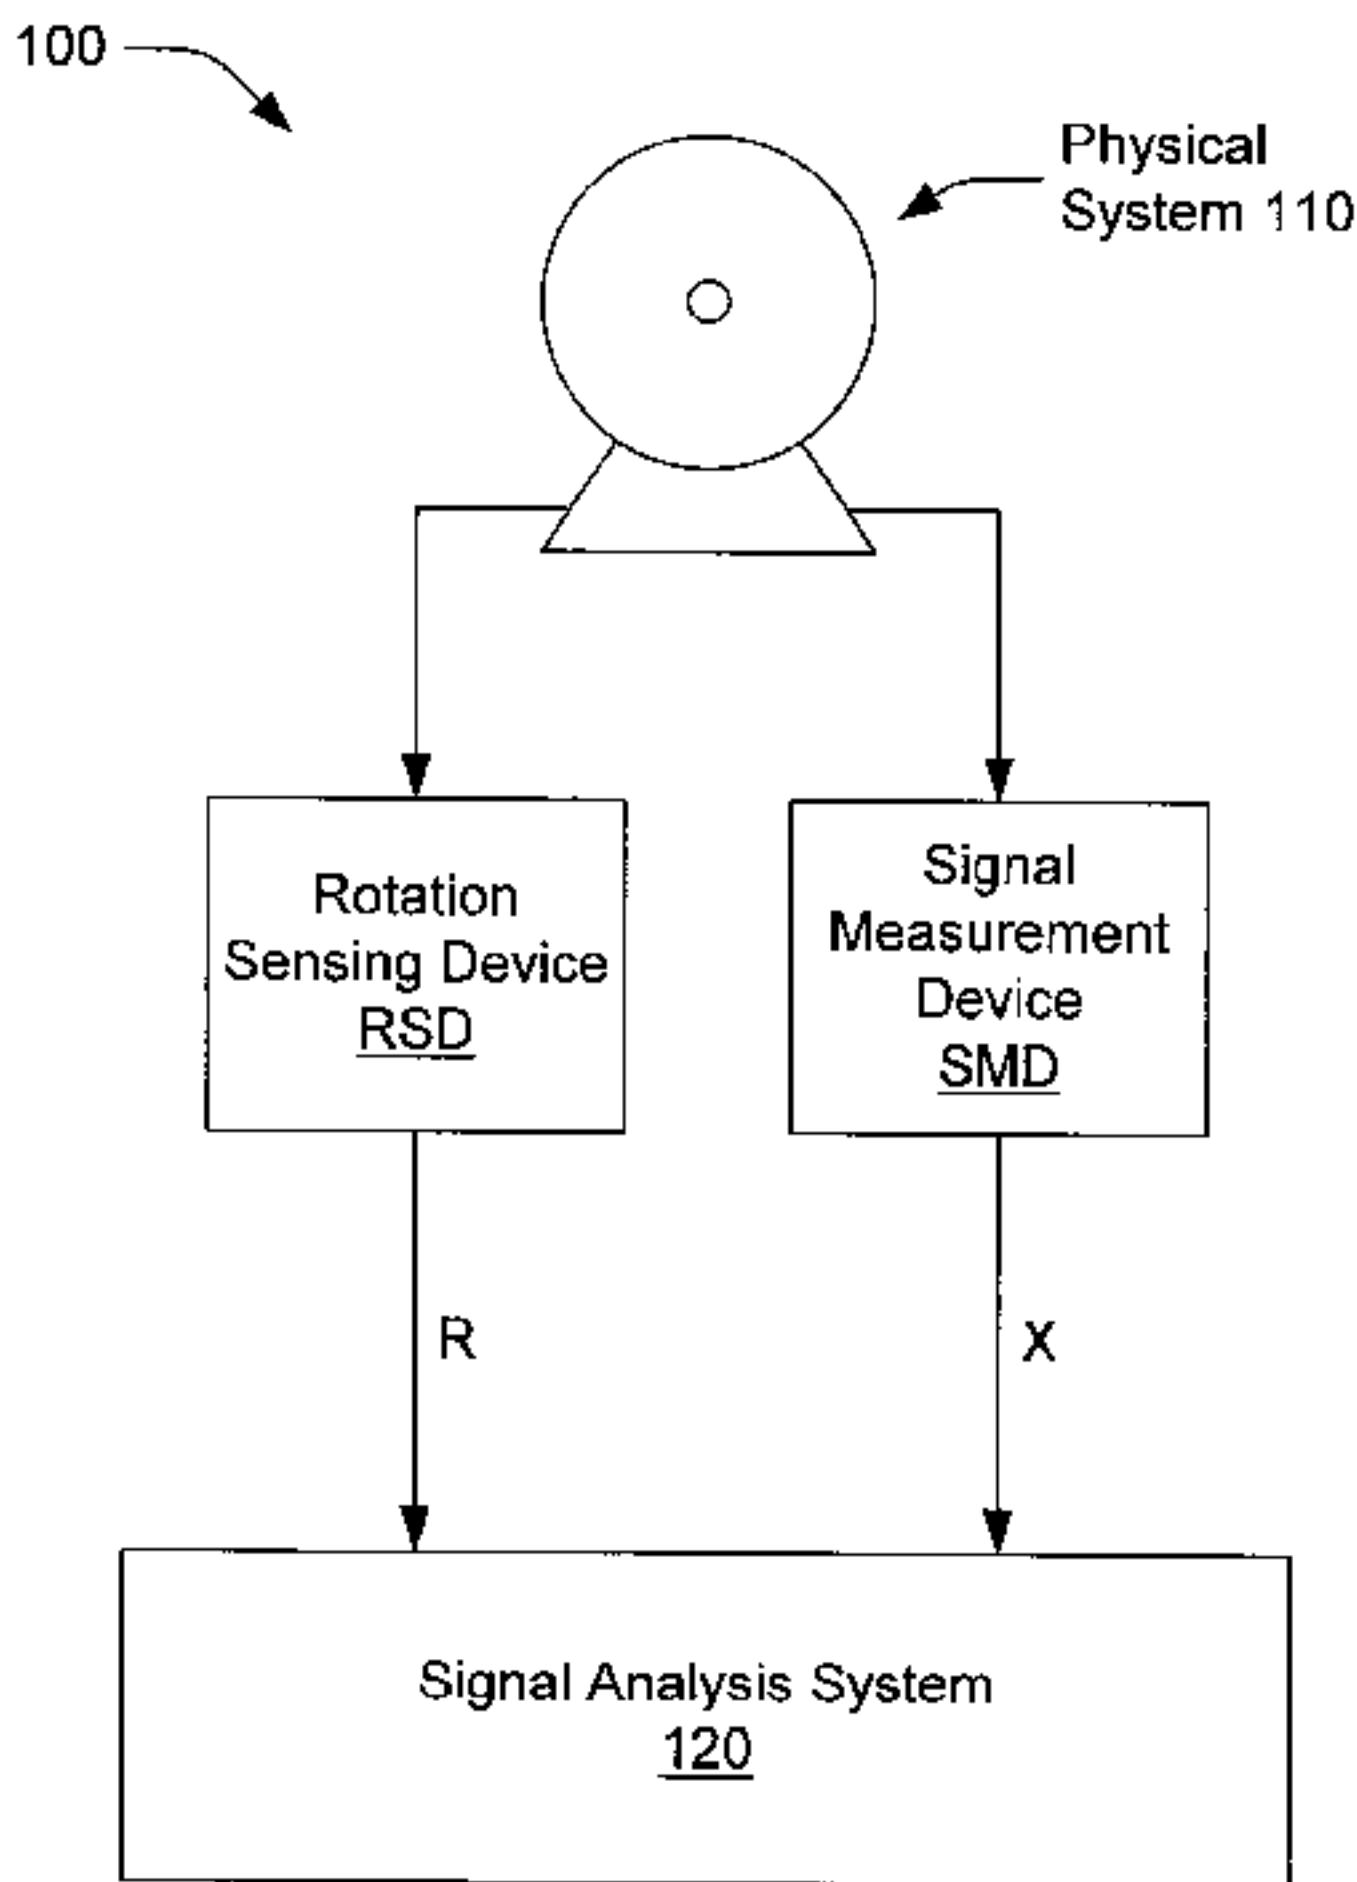 100
Physical
System 110
Rotation
Sensing Device
RSD
Signal
Measurement
Device
SMD
R
X
Signal Analysis System
120